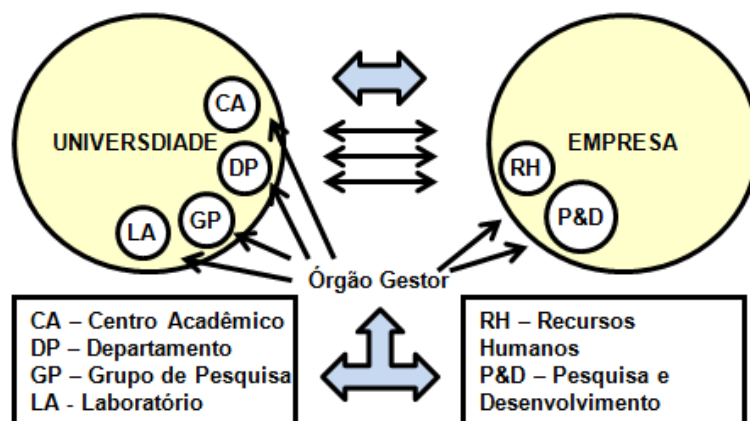 CA
UNIVERSDIADE
DP
GP
LA
EMPRESA
RH
P&D
Órgão Gestor
CA – Centro Acadêmico
DP – Departamento
GP – Grupo de Pesquisa
LA - Laboratório
RH – Recursos
Humanos
P&D – Pesquisa e
Desenvolvimento